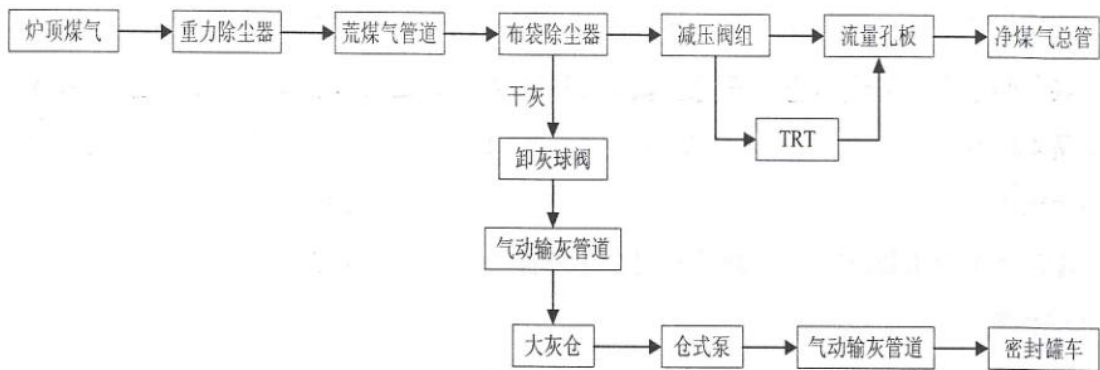 炉顶煤气
重力除尘器
荒煤气管道
布袋除尘器
减压阀组
流量孔板
净煤气总管
干灰
TRT
卸灰球阀
气动输灰管道
大灰仓
仓式泵
气动输灰管道
密封罐车